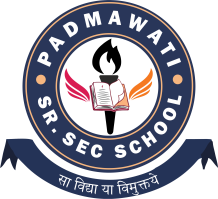 PADMAWATI
SR. SEC SCHOOL
सा विद्या या विमुक्तये